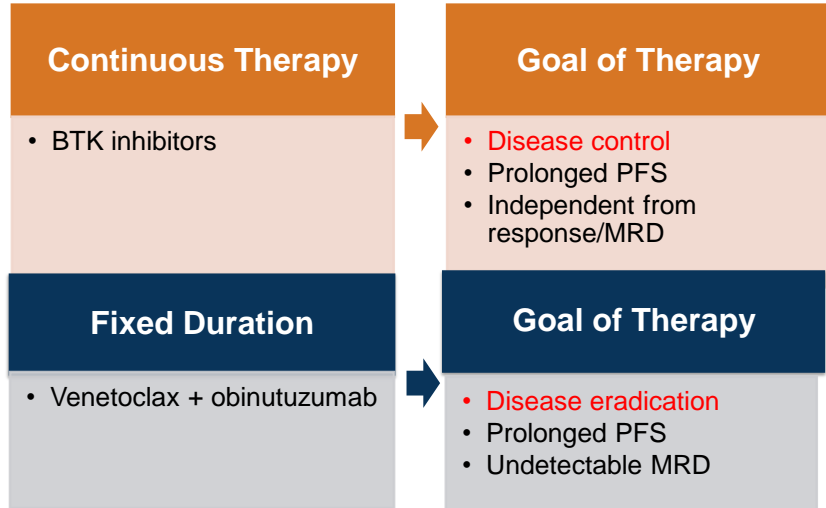 Continuous Therapy
• BTK inhibitors
Goal of Therapy
• Disease control
• Prolonged PFS
• Independent from
response/MRD
Fixed Duration
• Venetoclax + obinutuzumab
Goal of Therapy
• Disease eradication
• Prolonged PFS
• Undetectable MRD